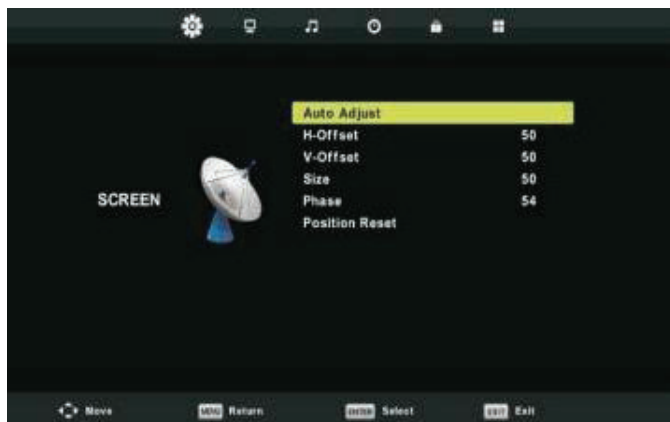 Auto Adjust
H-Offset 50
V-Offset 50
Size 50
SCREEN
Phase 54
Position Reset
Move MENU Return ENTER Select EXIT Exit